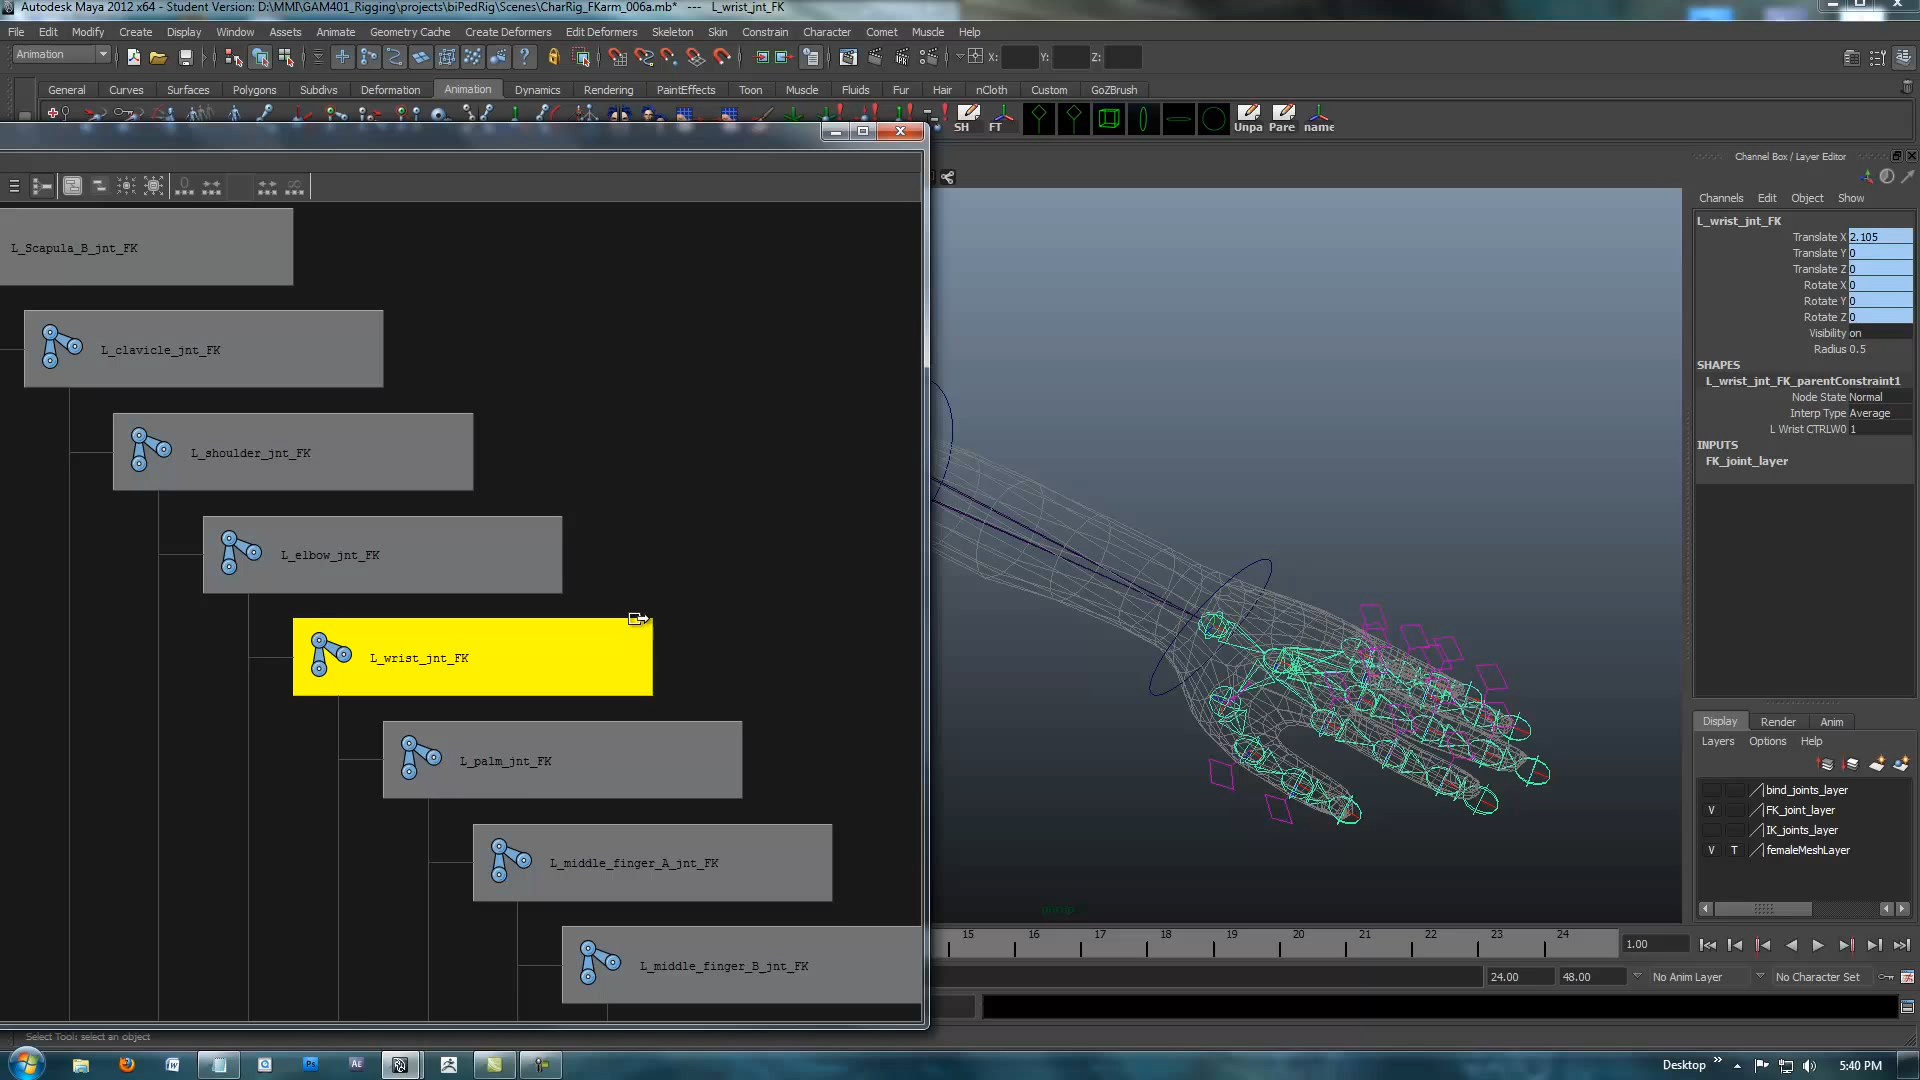 Autodesk Maya 2012 x64 - Student Version: D:\MMI\GAM401_Rigging\projects\biPedRig\Scenes\CharRig_FKarm_006a.mb* --- L_wrist_jnt_FK
File Edit Modify Create Display Window Assets Animate Geometry Cache Create Deformers Edit Deformers Skeleton Skin Constrain Character Comet Muscle Help
Animation X: Y: Z:
General Curves Surfaces Polygons Subdivs Deformation Animation Dynamics Rendering PaintEffects Toon Muscle Fluids Fur Hair nCloth Custom GoZBrush
SH FT Unpa Pare name
Channel Box / Layer Editor
Channels Edit Object Show
L_wrist_jnt_FK
Translate X 2.105
Translate Y 0
Translate Z 0
Rotate X 0
Rotate Y 0
Rotate Z 0
Visibility on
Radius 0.5
SHAPES
L_wrist_jnt_FK_parentConstraint1
Node State Normal
Interp Type Average
L Wrist CTRLW0 1
INPUTS
FK_joint_layer
L_Scapula_B_jnt_FK
L_clavicle_jnt_FK
L_shoulder_jnt_FK
L_elbow_jnt_FK
L_wrist_jnt_FK
L_palm_jnt_FK
L_middle_finger_A_jnt_FK
L_middle_finger_B_jnt_FK
persp
Display Render Anim
Layers Options Help
bind_joints_layer
V FK_joint_layer
IK_joints_layer
V T femaleMeshLayer
15 16 17 18 19 20 21 22 23 24 1.00
24.00 48.00 No Anim Layer No Character Set
Select Tool: select an object
Desktop 5:40 PM